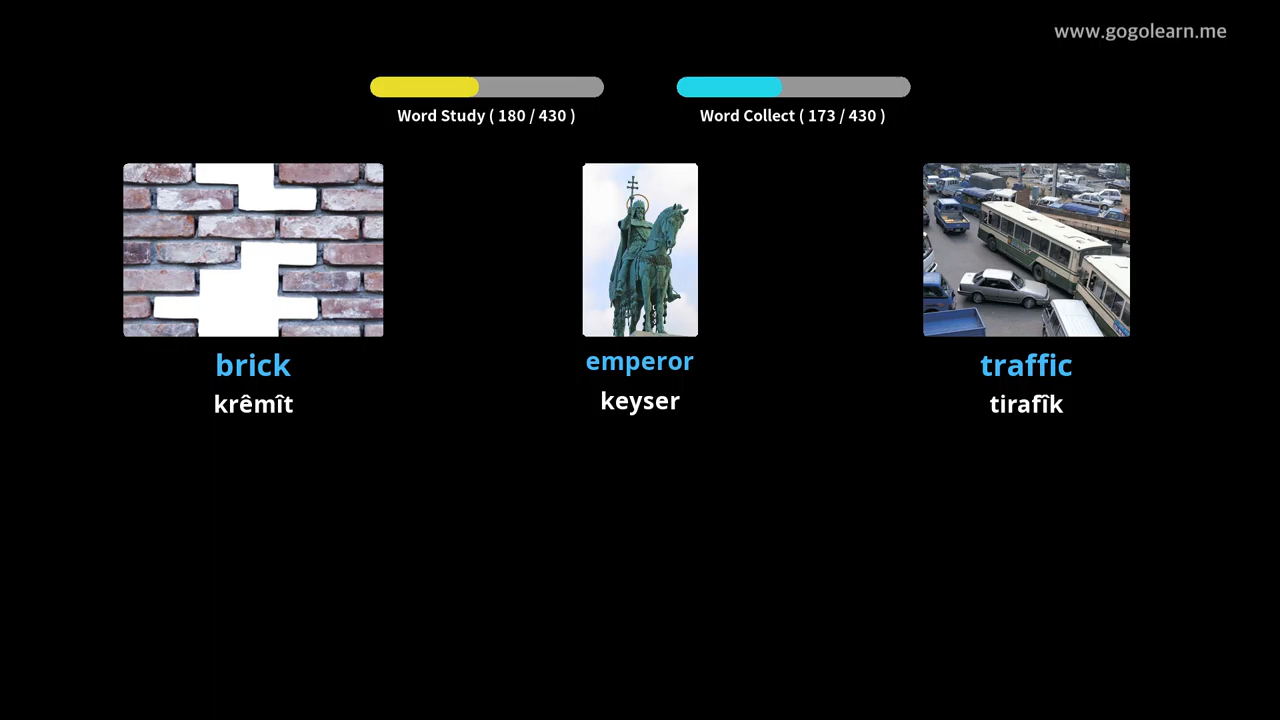 www.gogolearn.me
Word Study ( 180 / 430 )
Word Collect ( 173 / 430 )
brick
krêmît
emperor
keyser
traffic
tirafîk